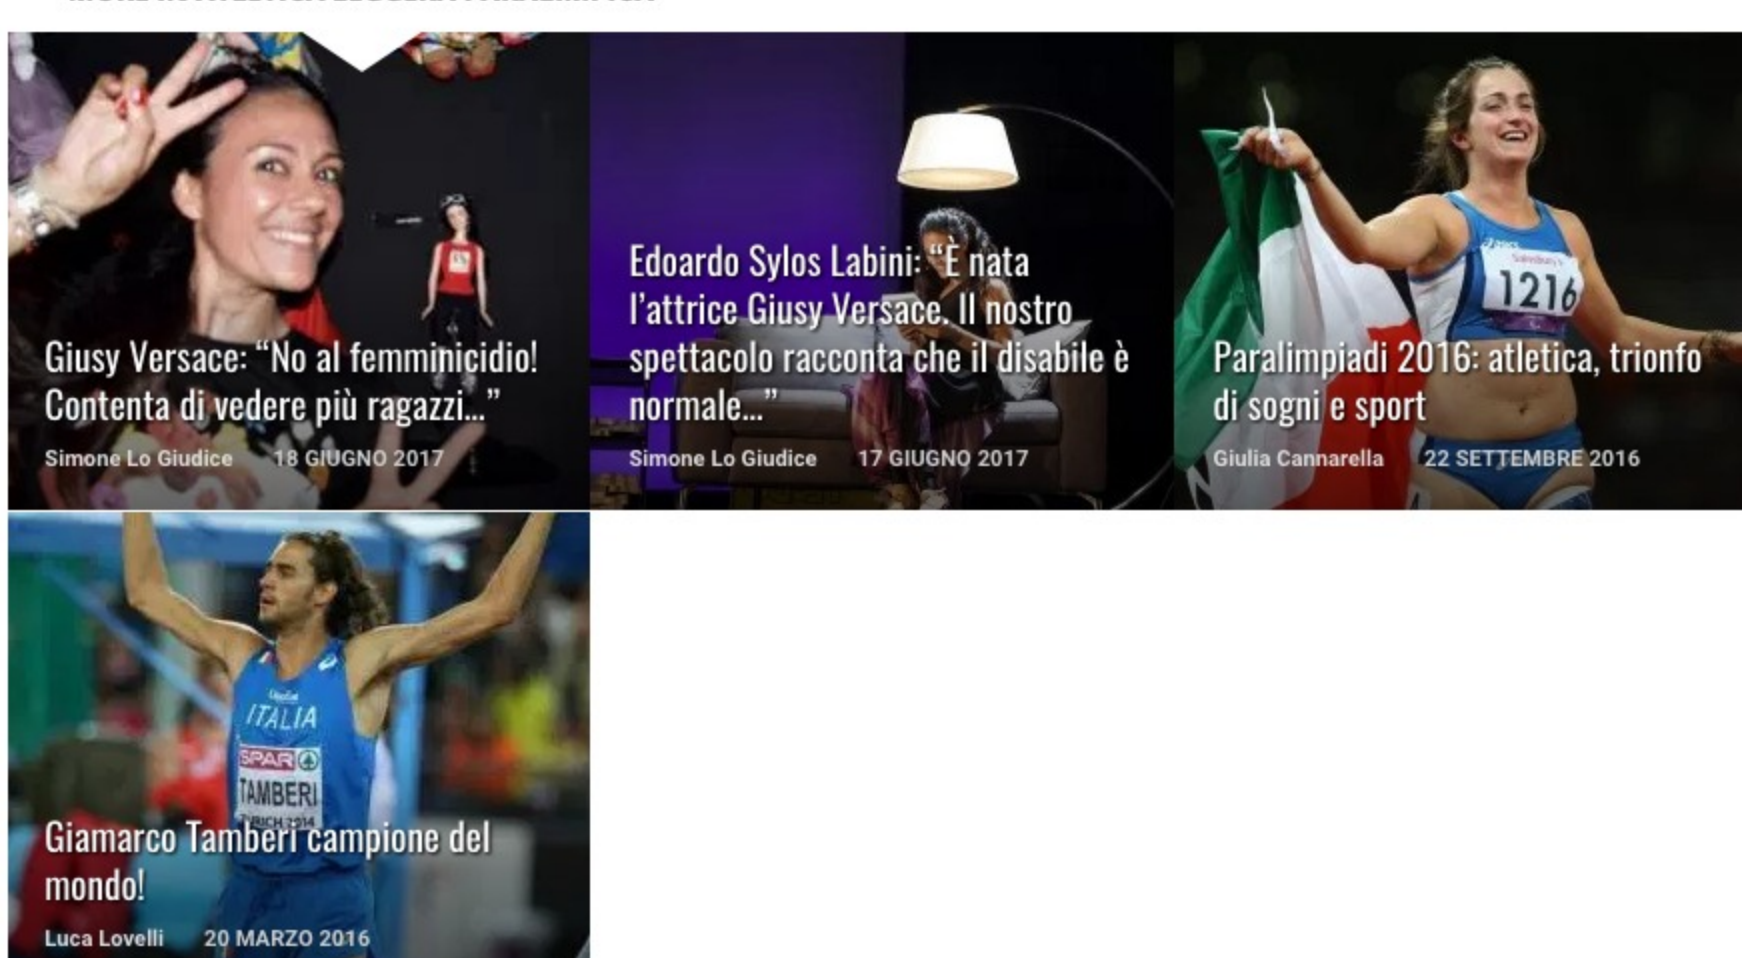 Giusy Versace: “No al femminicidio!
Contenta di vedere più ragazzi...”
Simone Lo Giudice 18 GIUGNO 2017
Edoardo Sylos Labini: “È nata
l’attrice Giusy Versace. Il nostro
spettacolo racconta che il disabile è
normale...”
Simone Lo Giudice 17 GIUGNO 2017
1216
Paralimpiadi 2016: atletica, trionfo
di sogni e sport
Giulia Cannarella 22 SETTEMBRE 2016
ITALIA
SPAR
TAMBERI
Giamarco Tamberi campione del
mondo!
Luca Lovelli 20 MARZO 2016